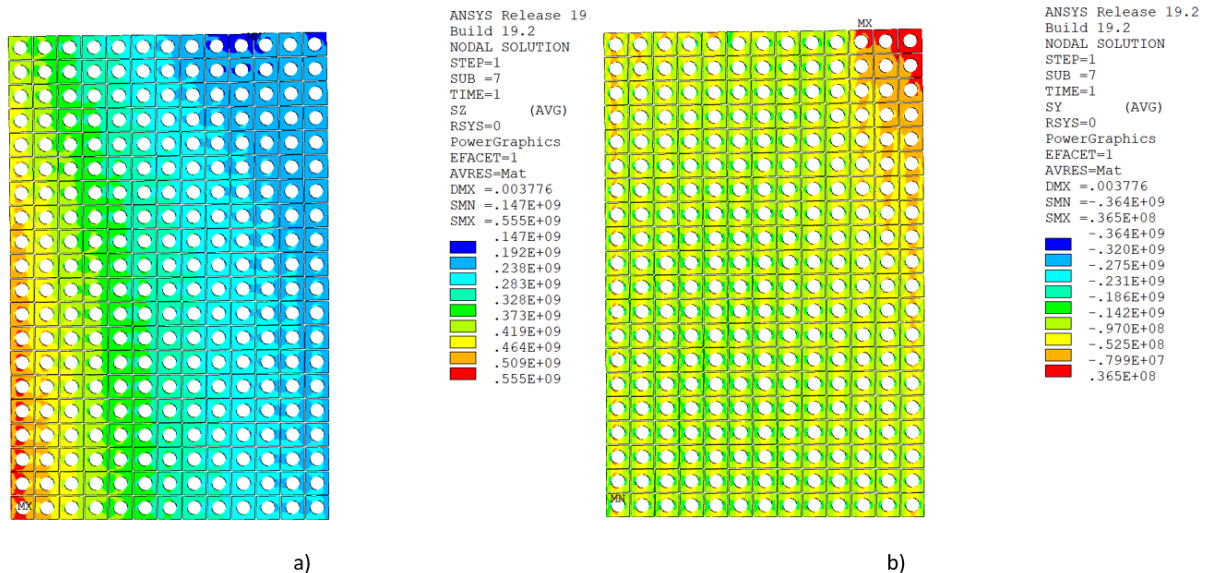 ANSYS Release 19.
Build 19.2
NODAL SOLUTION
STEP=1
SUB =7
TIME=1
SZ (AVG)
RSYS=0
PowerGraphics
EFACET=1
AVRES=Mat
DMX =.003776
SMN =.147E+09
SMX =.555E+09
.147E+09
.192E+09
.238E+09
.283E+09
.328E+09
.373E+09
.419E+09
.464E+09
.509E+09
.555E+09
MX
a)
MX
ANSYS Release 19.2
Build 19.2
NODAL SOLUTION
STEP=1
SUB =7
TIME=1
SY (AVG)
RSYS=0
PowerGraphics
EFACET=1
AVRES=Mat
DMX =.003776
SMN =-.364E+09
SMX =.365E+08
-.364E+09
-.320E+09
-.275E+09
-.231E+09
-.186E+09
-.142E+09
-.970E+08
-.525E+08
-.799E+07
.365E+08
MN
b)